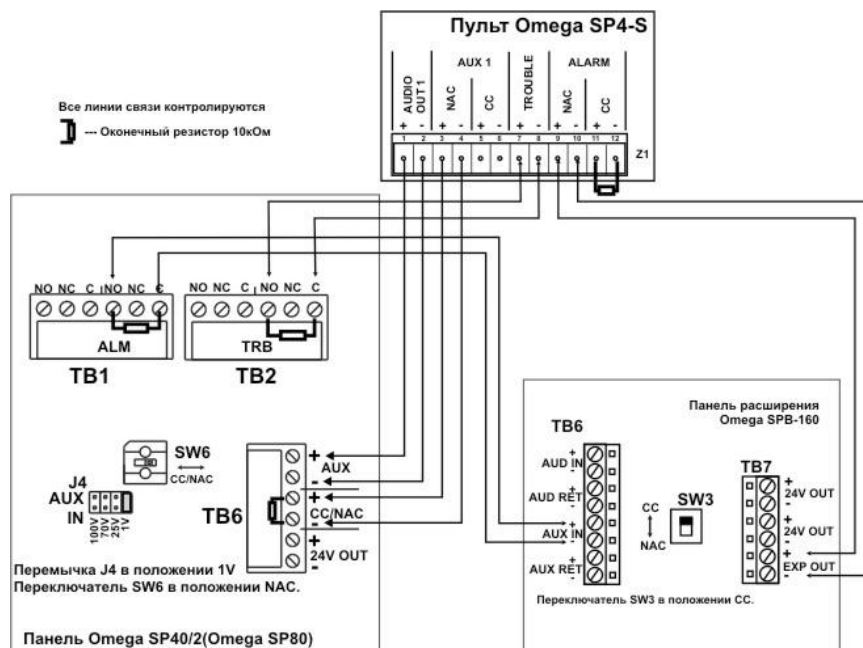 Пульт Omega SP4-S
AUDIO OUT 1
AUX 1
NAC
CC
TROUBLE
ALARM
NAC
CC
+ - + - + - + - + - + -
1 2 3 4 5 6 7 8 9 10 11 12
Z1
Все линии связи контролируются
--- Оконечный резистор 10кОм
NO NC C NO NC C
ALM
TB1
NO NC C NO NC C
TRB
TB2
SW6
CC/NAC
J4
AUX
IN
100V
70V
25V
1V
TB6
+
AUX
-
+
CC/NAC
-
+
24V OUT
-
Перемычка J4 в положении 1V
Переключатель SW6 в положении NAC.
Панель Omega SP40/2(Omega SP80)
Панель расширения
Omega SPB-160
TB6
+
AUD IN
-
+
AUD RET
-
+
AUX IN
-
+
AUX RET
-
CC
NAC
SW3
TB7
+
24V OUT
-
+
24V OUT
-
+
EXP OUT
-
Переключатель SW3 в положении CC.